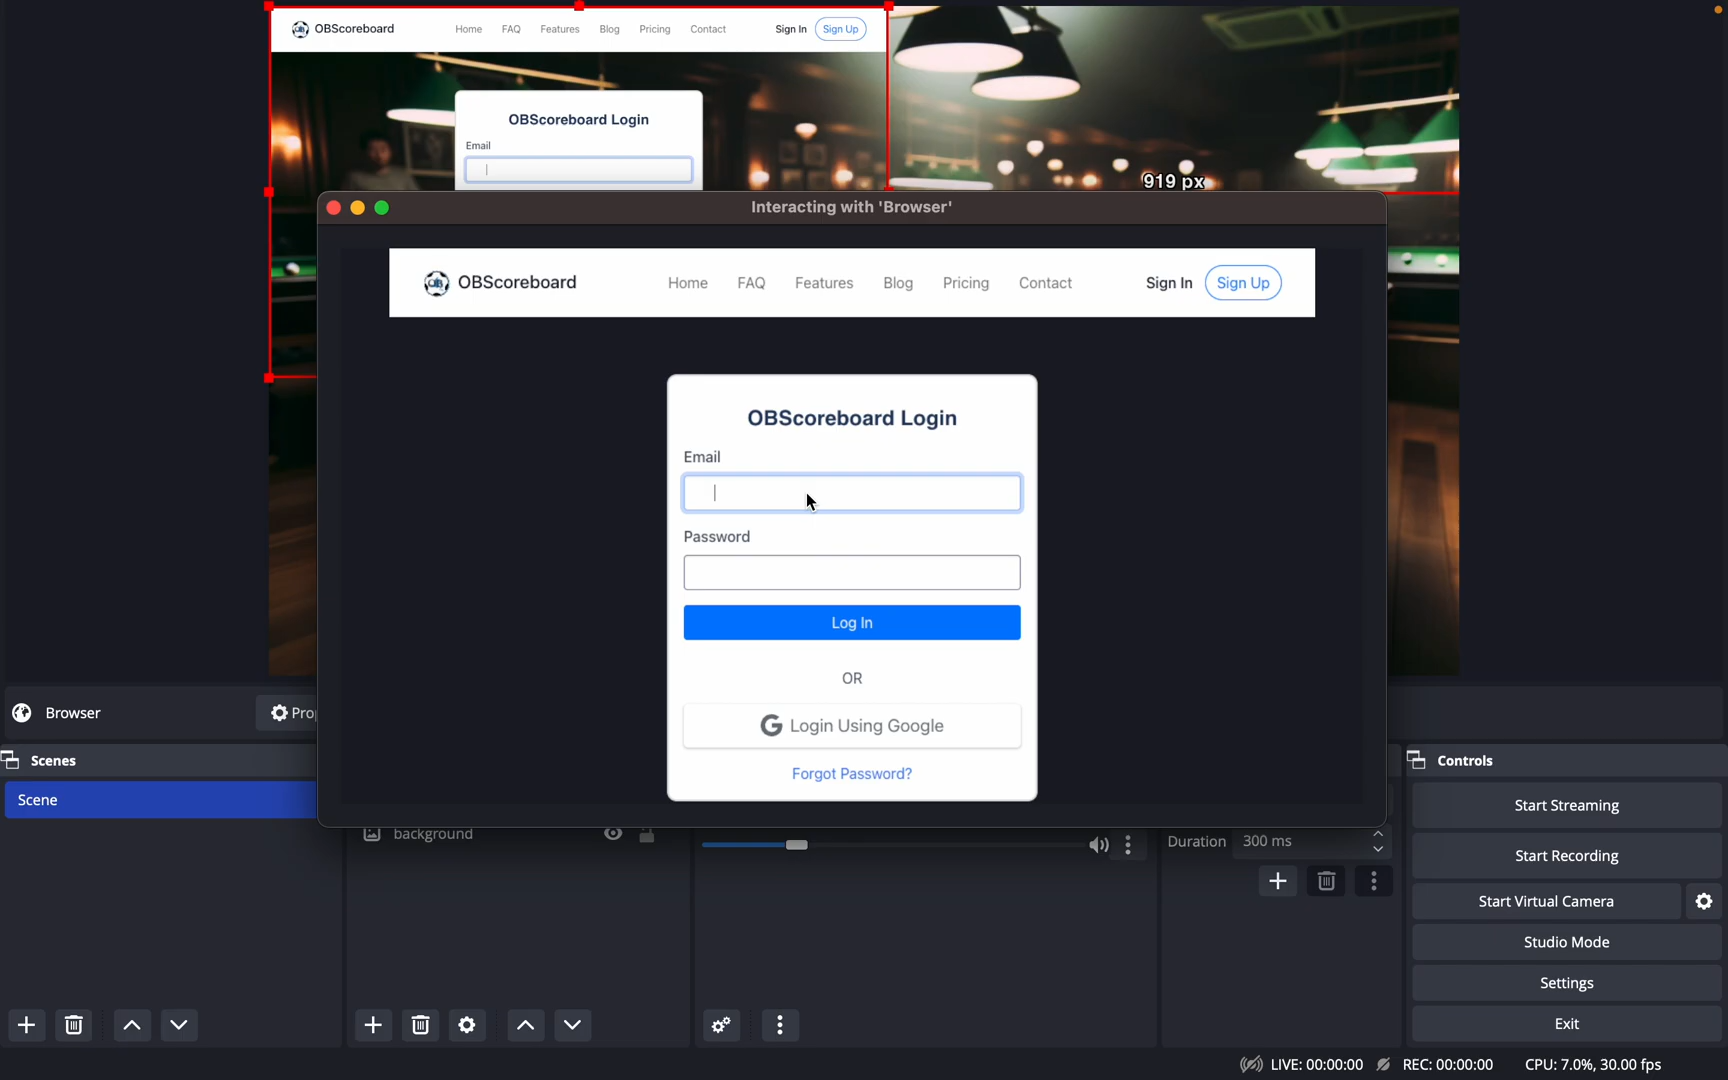 OBScoreboard Home FAQ Features Blog Pricing Contact Sign In Sign Up
OBScoreboard Login
Email
919 px
Interacting with 'Browser'
OBScoreboard Home FAQ Features Blog Pricing Contact Sign In Sign Up
OBScoreboard Login
Email
Password
Log In
OR
Login Using Google
Forgot Password?
Browser
Pro
Scenes
Scene
background
Duration 300 ms
Controls
Start Streaming
Start Recording
Start Virtual Camera
Studio Mode
Settings
Exit
LIVE: 00:00:00 REC: 00:00:00 CPU: 7.0%, 30.00 fps